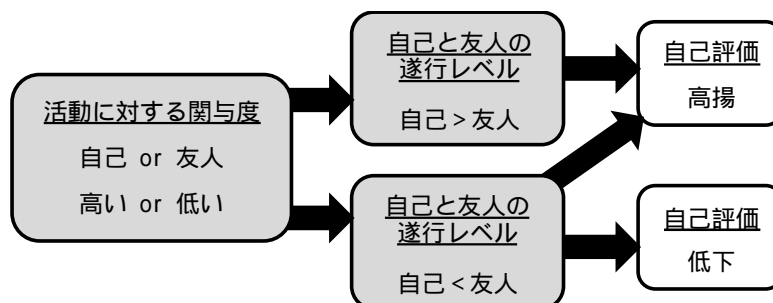 活動に対する関与度
自己 or 友人
高い or 低い
自己と友人の
遂行レベル
自己＞友人
自己と友人の
遂行レベル
自己＜友人
自己評価
高揚
自己評価
低下